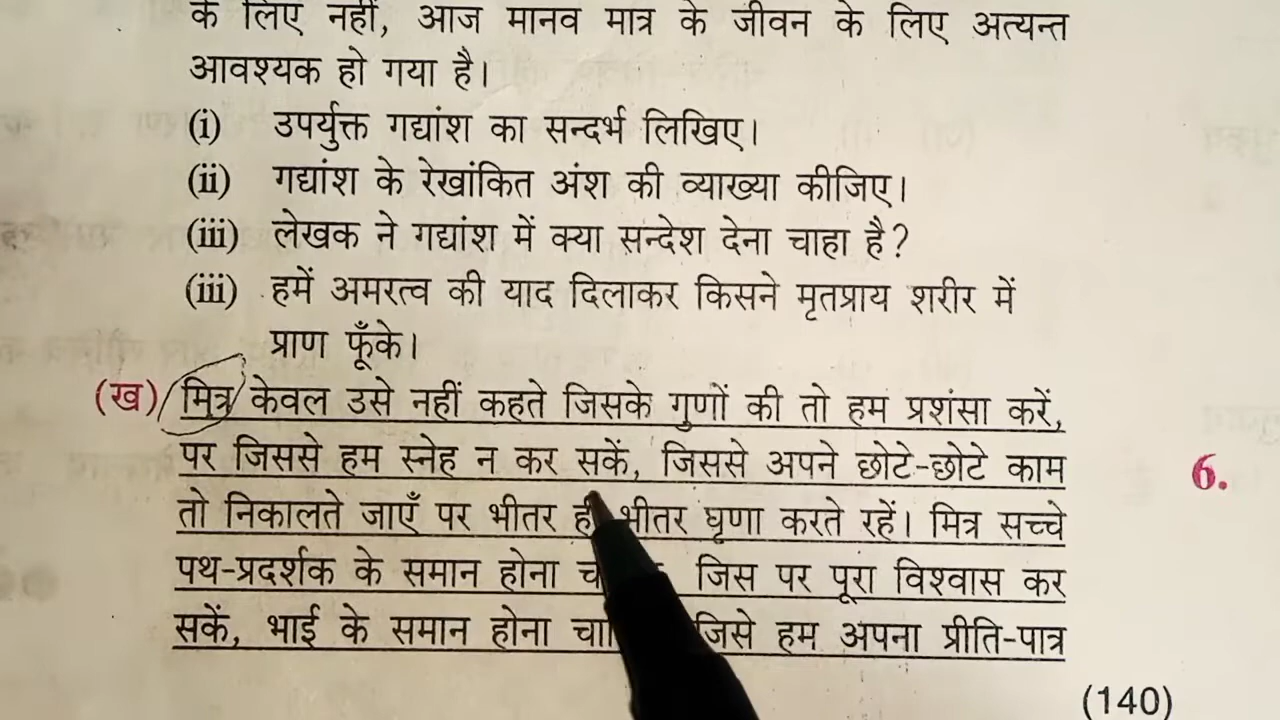 के लिए नहीं, आज मानव मात्र के जीवन के लिए अत्यन्त
आवश्यक हो गया है।
(i) उपर्युक्त गद्यांश का सन्दर्भ लिखिए।
(ii) गद्यांश के रेखांकित अंश की व्याख्या कीजिए।
(iii) लेखक ने गद्यांश में क्या सन्देश देना चाहा है?
(iii) हमें अमरत्व की याद दिलाकर किसने मृतप्राय शरीर में
प्राण फूँके।
(ख) मित्र केवल उसे नहीं कहते जिसके गुणों की तो हम प्रशंसा करें,
पर जिससे हम स्नेह न कर सकें, जिससे अपने छोटे-छोटे काम
6.
तो निकालते जाएँ पर भीतर ही भीतर घृणा करते रहें। मित्र सच्चे
पथ-प्रदर्शक के समान होना जिस पर पूरा विश्वास कर
सकें, भाई के समान होना जिसे हम अपना प्रीति-पात्र
(140)